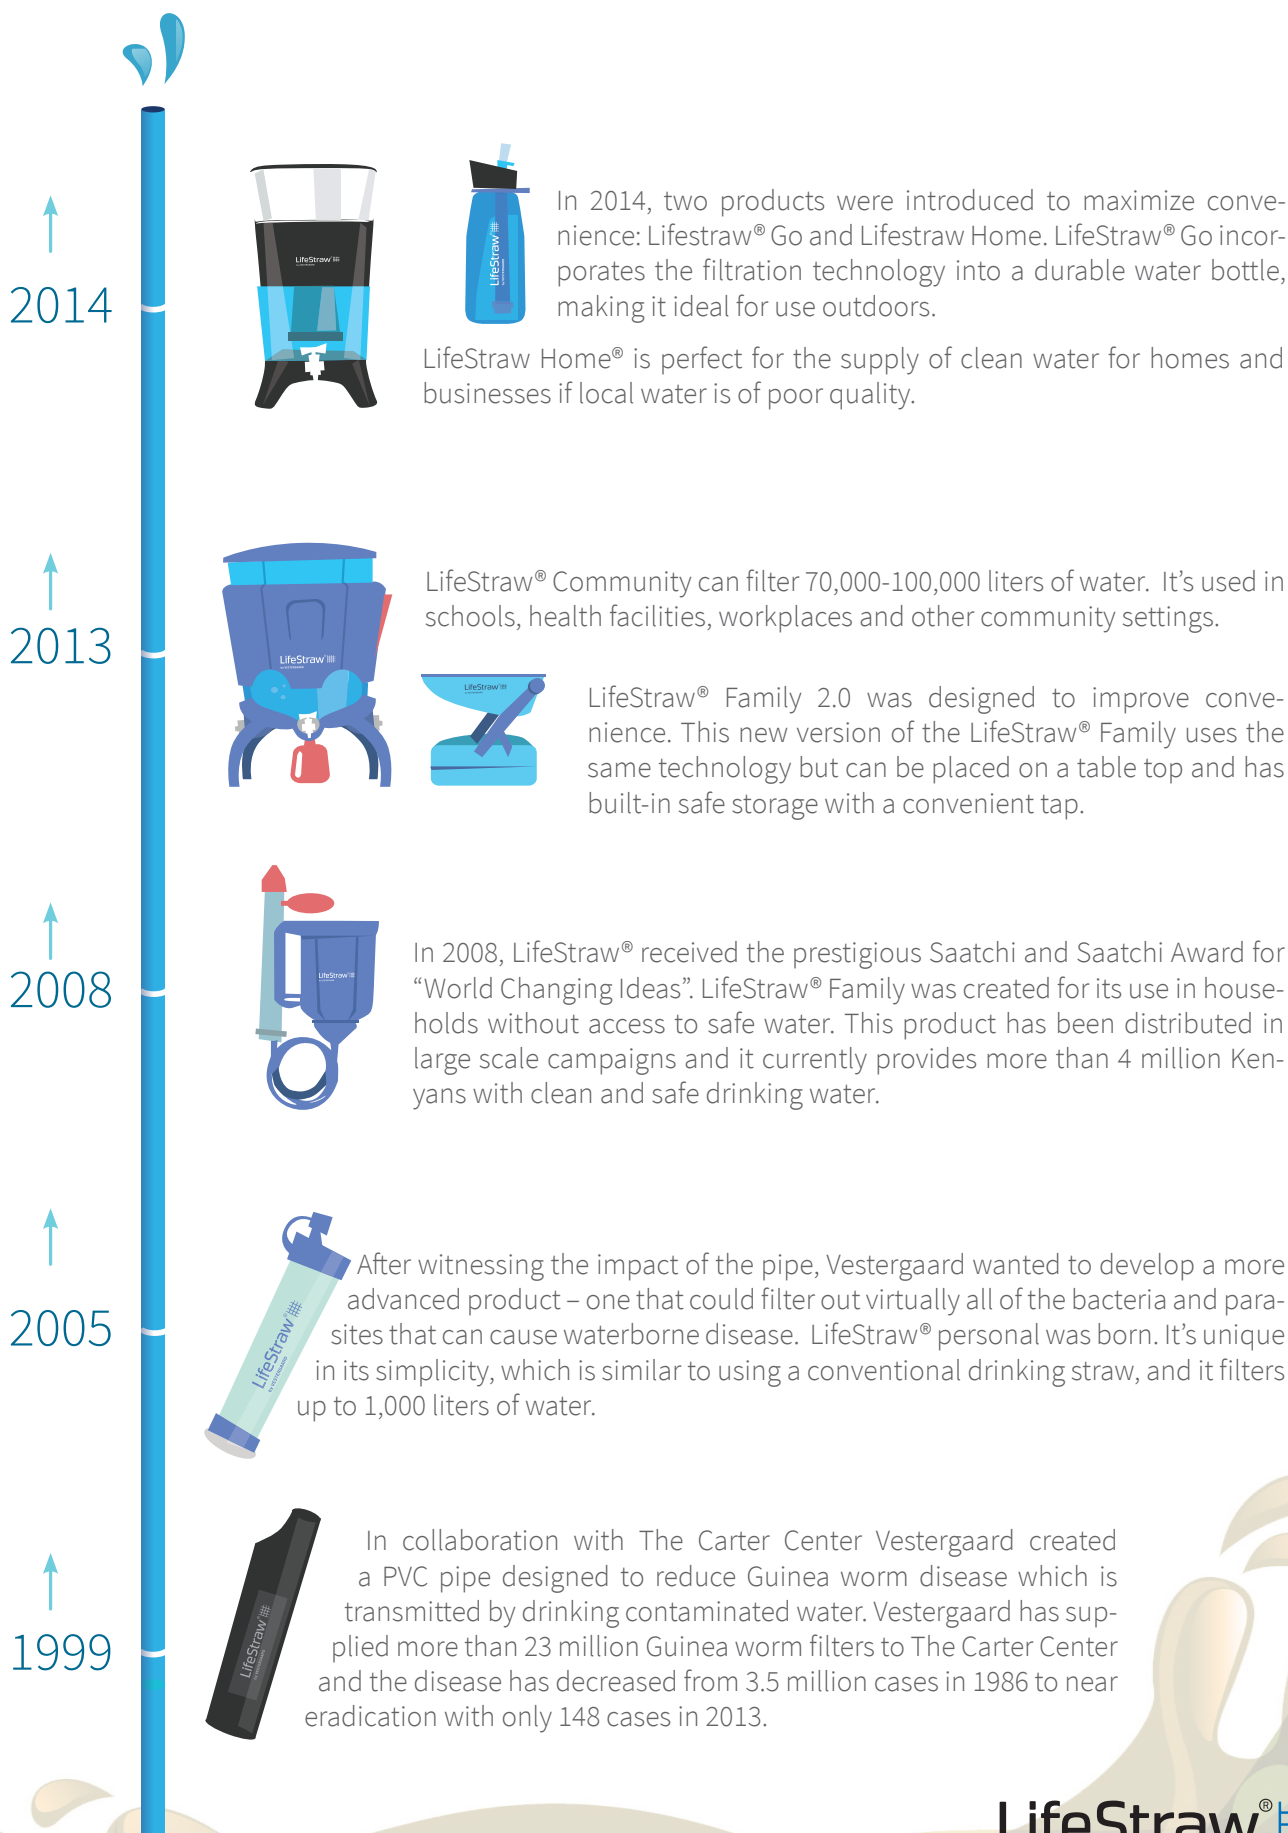 In 2014, two products were introduced to maximize conve-
nience: Lifestraw® Go and Lifestraw Home. LifeStraw® Go incor-
porates the filtration technology into a durable water bottle,
making it ideal for use outdoors.
LifeStraw Home® is perfect for the supply of clean water for homes and
businesses if local water is of poor quality.
LifeStraw®
LifeStraw®
2014
LifeStraw® Community can filter 70,000-100,000 liters of water. It’s used in
schools, health facilities, workplaces and other community settings.
2013
LifeStraw®
LifeStraw®
LifeStraw® Family 2.0 was designed to improve conve-
nience. This new version of the LifeStraw® Family uses the
same technology but can be placed on a table top and has
built-in safe storage with a convenient tap.
2008
LifeStraw®
In 2008, LifeStraw® received the prestigious Saatchi and Saatchi Award for
“World Changing Ideas”. LifeStraw® Family was created for its use in house-
holds without access to safe water. This product has been distributed in
large scale campaigns and it currently provides more than 4 million Ken-
yans with clean and safe drinking water.
2005
LifeStraw®
by VESTERGAARD
After witnessing the impact of the pipe, Vestergaard wanted to develop a more
advanced product – one that could filter out virtually all of the bacteria and para-
sites that can cause waterborne disease. LifeStraw® personal was born. It’s unique
in its simplicity, which is similar to using a conventional drinking straw, and it filters
up to 1,000 liters of water.
1999
LifeStraw®
In collaboration with The Carter Center Vestergaard created
a PVC pipe designed to reduce Guinea worm disease which is
transmitted by drinking contaminated water. Vestergaard has sup-
plied more than 23 million Guinea worm filters to The Carter Center
and the disease has decreased from 3.5 million cases in 1986 to near
eradication with only 148 cases in 2013.
LifeStraw®